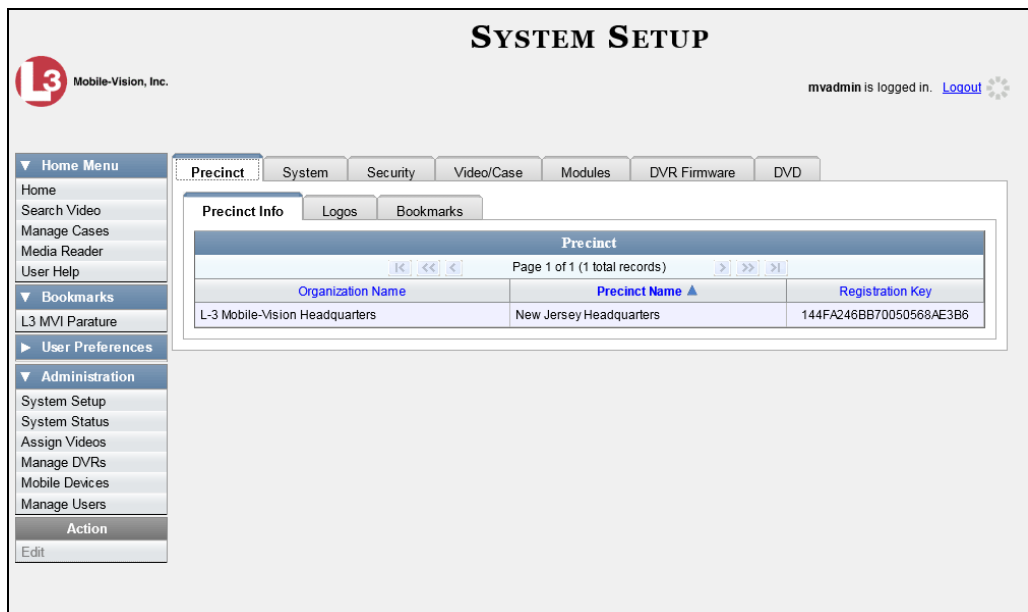 SYSTEM SETUP
L3 Mobile-Vision, Inc.
mvadmin is logged in. Logout
▼ Home Menu
Home
Search Video
Manage Cases
Media Reader
User Help
▼ Bookmarks
L3 MVI Parature
▶ User Preferences
▼ Administration
System Setup
System Status
Assign Videos
Manage DVRs
Mobile Devices
Manage Users
Action
Edit
Precinct System Security Video/Case Modules DVR Firmware DVD
Precinct Info Logos Bookmarks
Precinct
|< << < Page 1 of 1 (1 total records) > >> >|
Organization Name Precinct Name ▲ Registration Key
L-3 Mobile-Vision Headquarters New Jersey Headquarters 144FA246BB70050568AE3B6